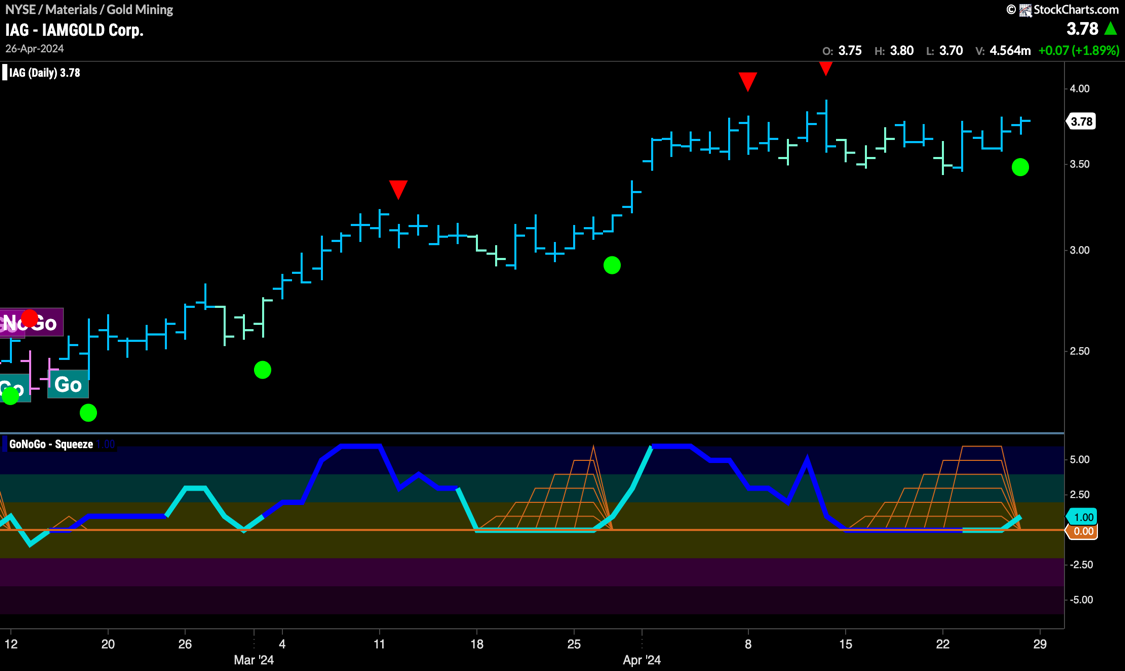 NYSE / Materials / Gold Mining
© StockCharts.com
IAG - IAMGOLD Corp.
3.78
26-Apr-2024
O: 3.75 H: 3.80 L: 3.70 V: 4.564m +0.07 (+1.89%)
IAG (Daily) 3.78
4.00
3.78
3.50
3.00
NoGo
2.50
Go
Go
GoNoGo - Squeeze 1.00
5.00
2.50
1.00
0.00
-2.50
-5.00
12 20 26 4 11 18 25 8 15 22 29
Mar '24 Apr '24